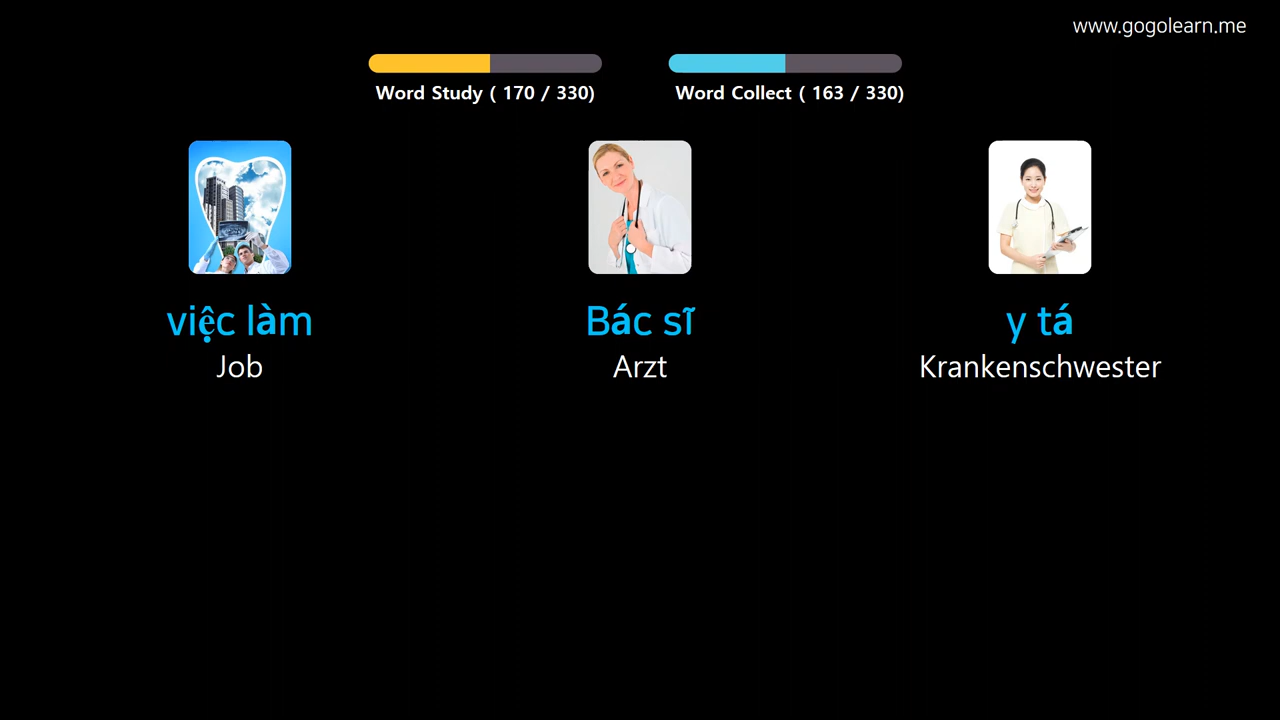 www.gogolearn.me
Word Study ( 170 / 330)
Word Collect ( 163 / 330)
việc làm
Job
Bác sĩ
Arzt
y tá
Krankenschwester